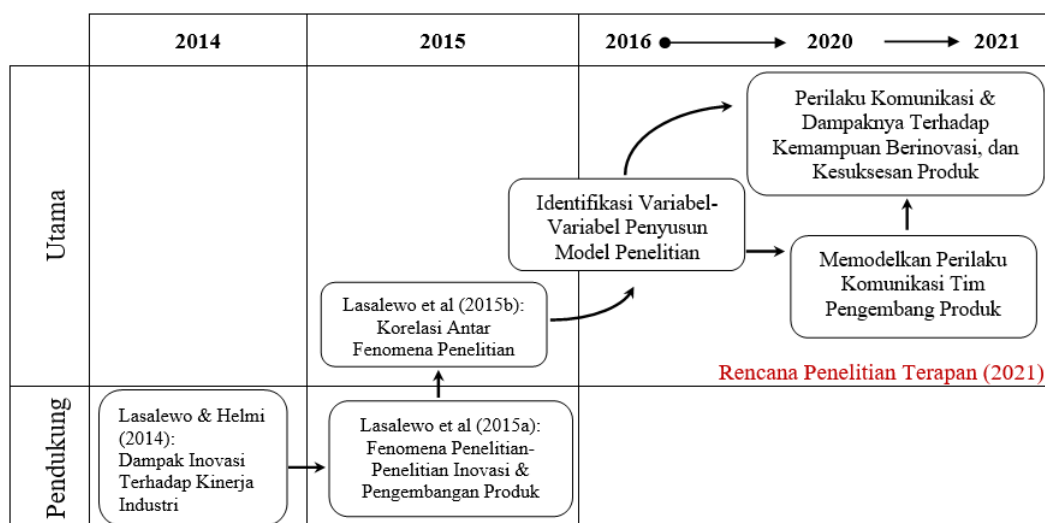 2014
2015
2016
2020
2021
Utama
Perilaku Komunikasi &
Dampaknya Terhadap
Kemampuan Berinovasi, dan
Kesuksesan Produk
Identifikasi Variabel-
Variabel Penyusun
Model Penelitian
Memodelkan Perilaku
Komunikasi Tim
Pengembang Produk
Lasalewo et al (2015b):
Korelasi Antar
Fenomena Penelitian
Rencana Penelitian Terapan (2021)
Pendukung
Lasalewo & Helmi
(2014):
Dampak Inovasi
Terhadap Kinerja
Industri
Lasalewo et al (2015a):
Fenomena Penelitian-
Penelitian Inovasi &
Pengembangan Produk